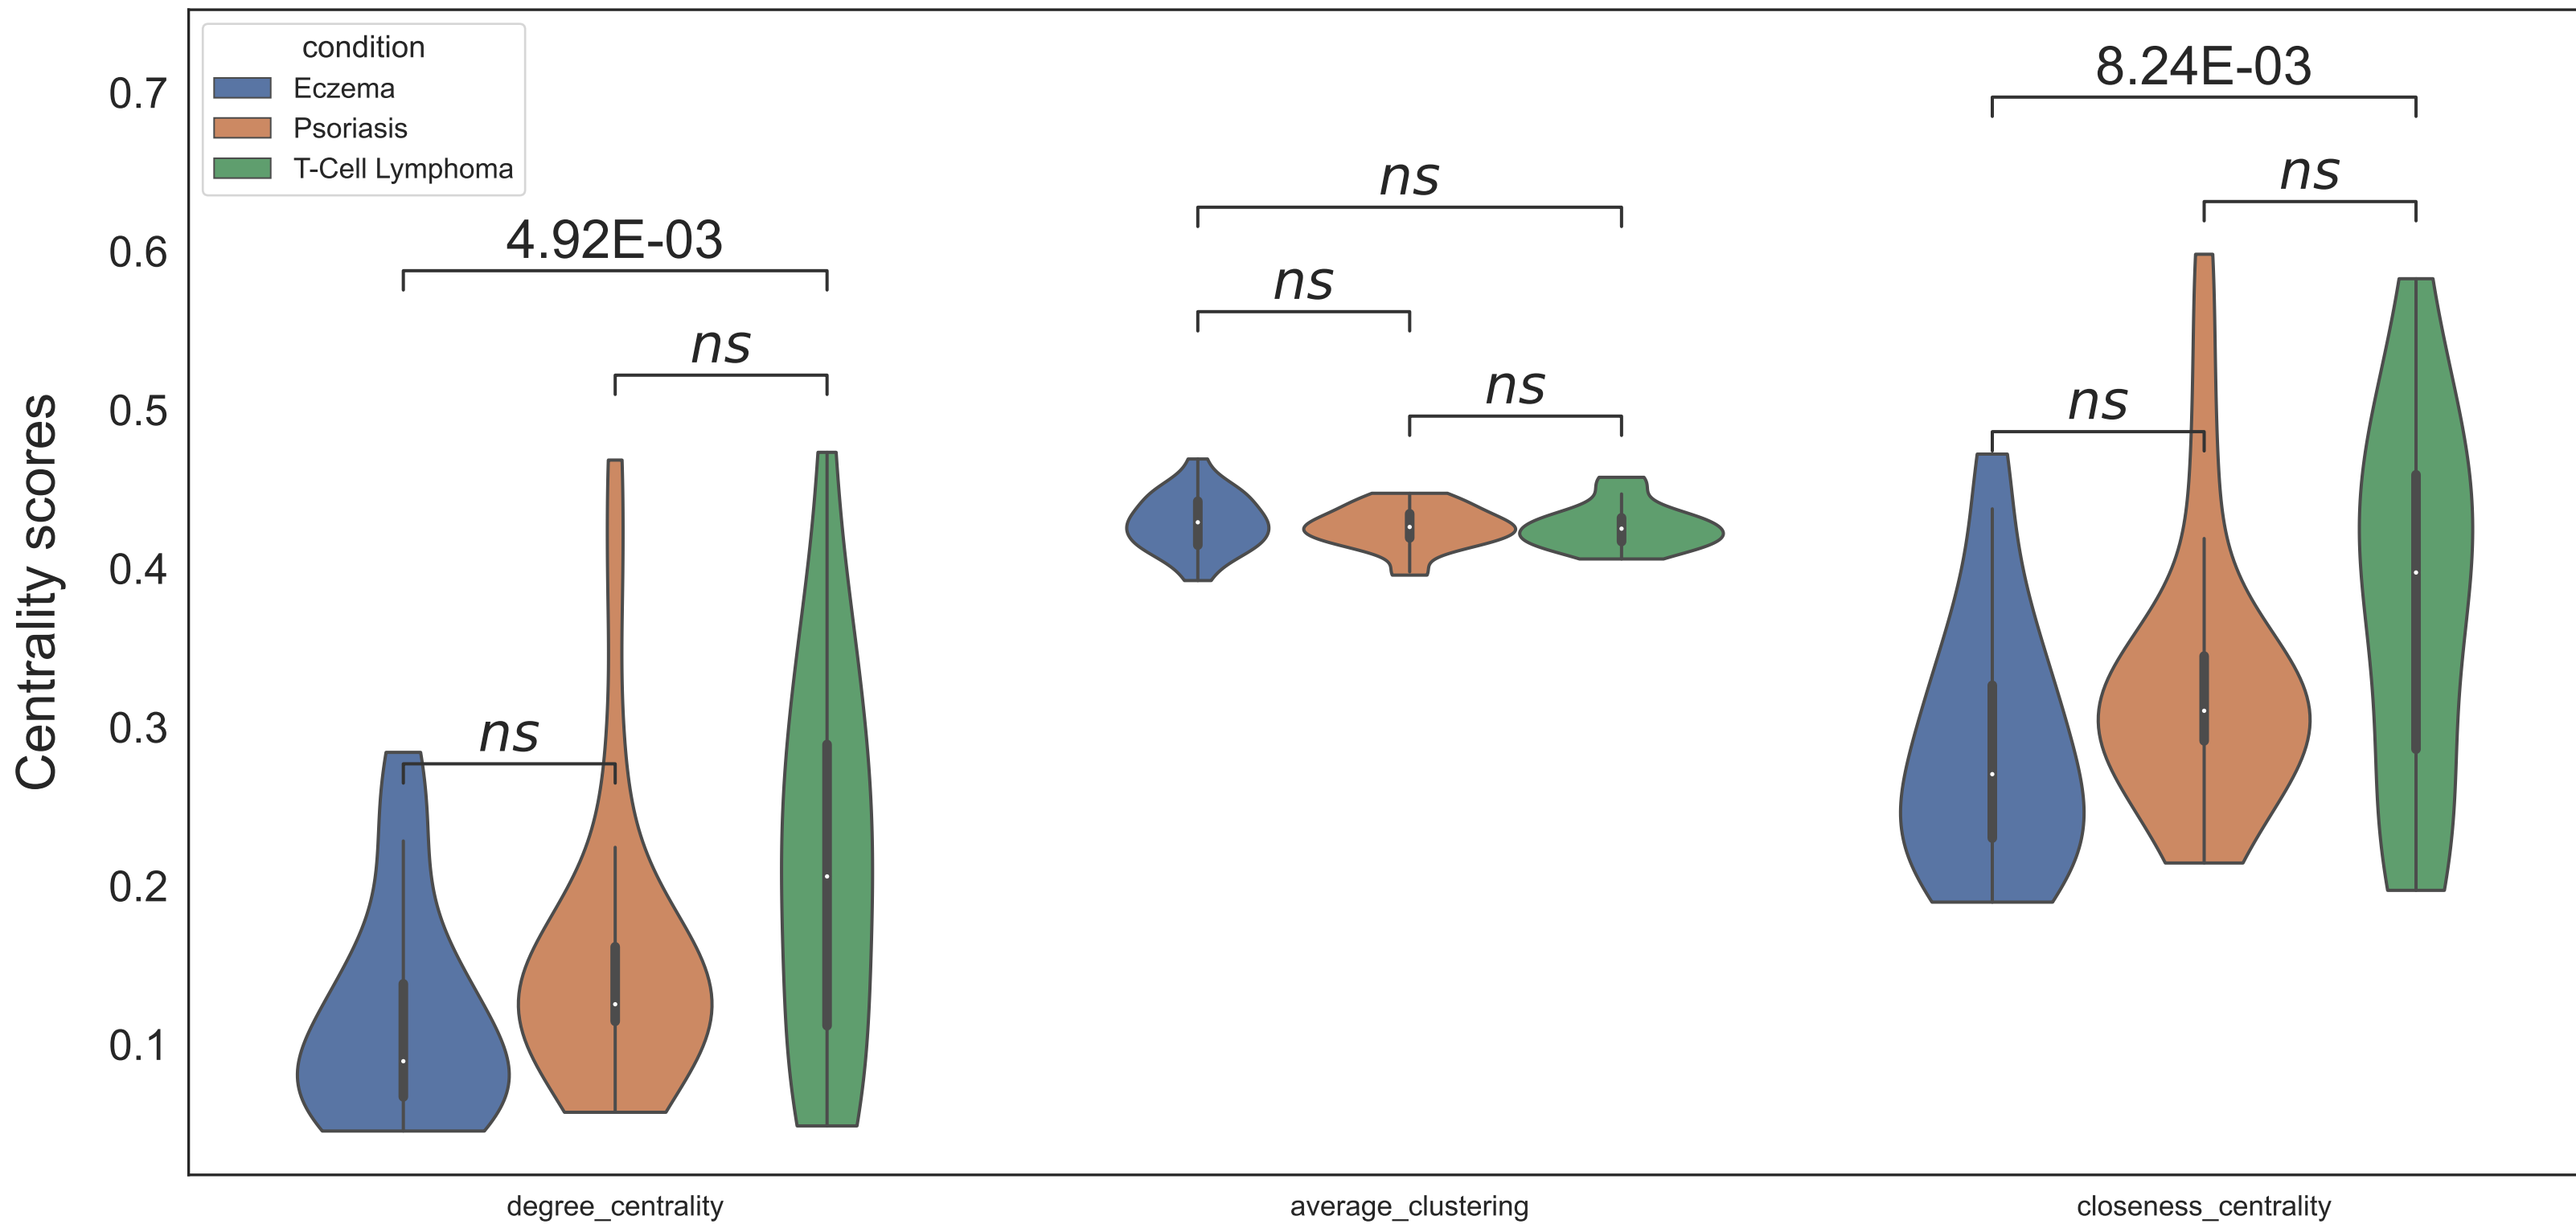 condition
Eczema
Psoriasis
T-Cell Lymphoma
Centrality scores
0.7
0.6
0.5
0.4
0.3
0.2
0.1
4.92E-03
ns
ns
ns
ns
ns
8.24E-03
ns
ns
degree_centrality
average_clustering
closeness_centrality